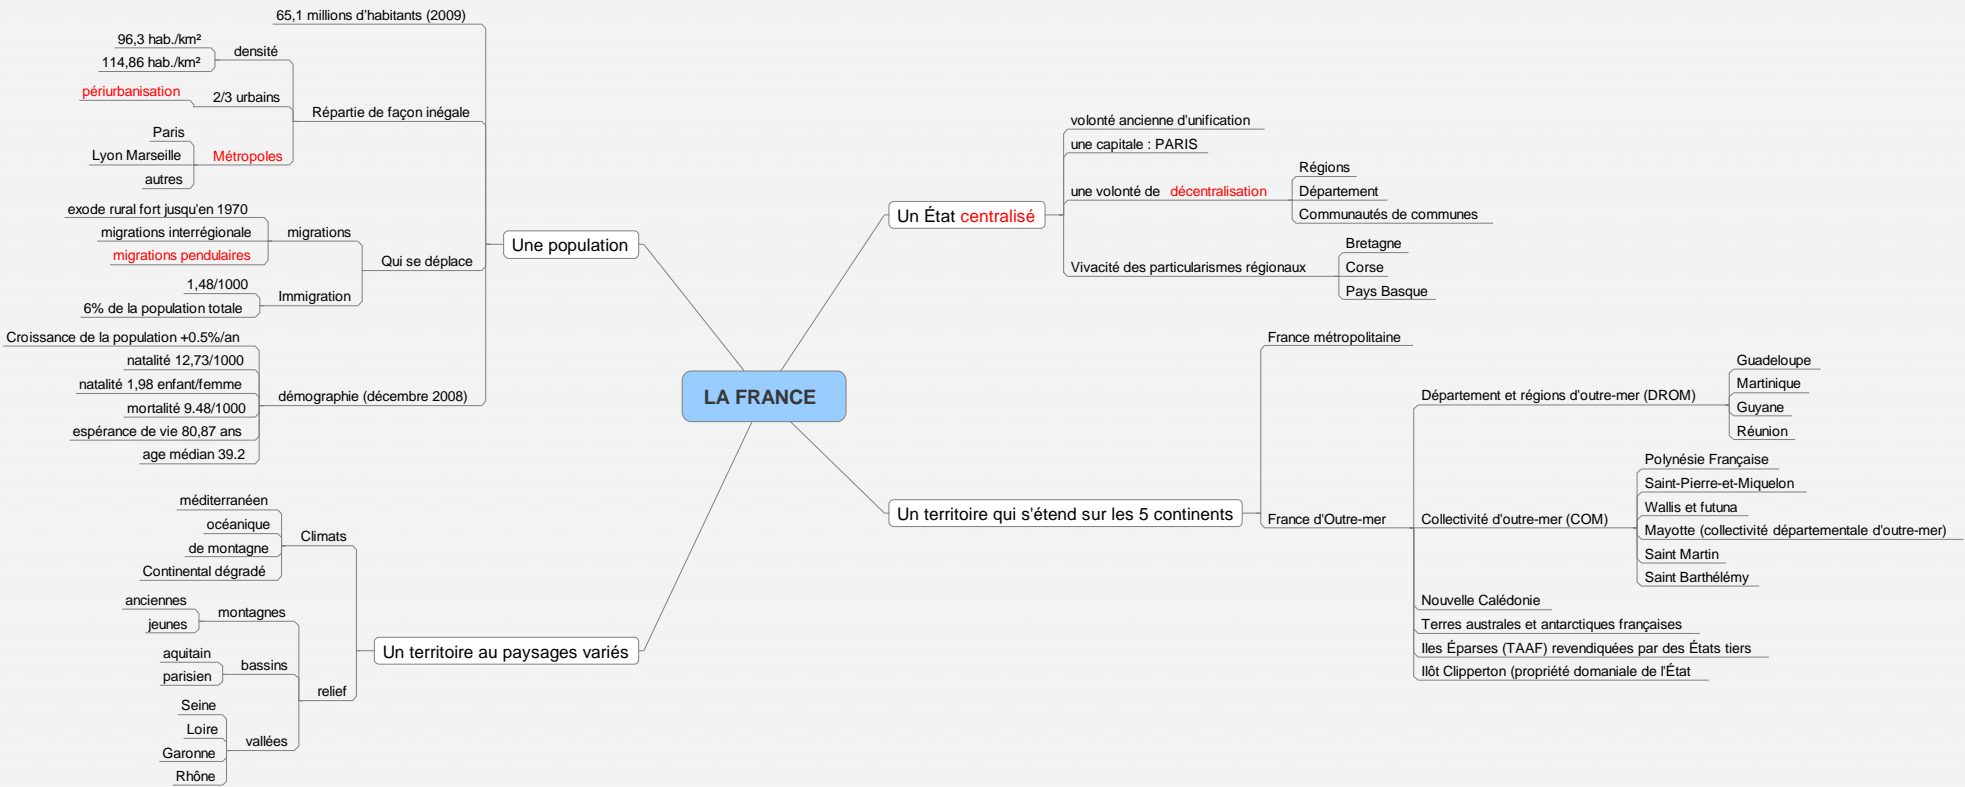 LA FRANCE
Une population
65,1 millions d'habitants (2009)
Répartie de façon inégale
densité
96,3 hab./km²
114,86 hab./km²
2/3 urbains
périurbanisation
Métropoles
Paris
Lyon Marseille
autres
Qui se déplace
migrations
exode rural fort jusqu'en 1970
migrations interrégionale
migrations pendulaires
Immigration
1,48/1000
6% de la population totale
démographie (décembre 2008)
Croissance de la population +0.5%/an
natalité 12,73/1000
natalité 1,98 enfant/femme
mortalité 9.48/1000
espérance de vie 80,87 ans
age médian 39.2
Un territoire au paysages variés
Climats
méditerranéen
océanique
de montagne
Continental dégradé
relief
montagnes
anciennes
jeunes
bassins
aquitain
parisien
vallées
Seine
Loire
Garonne
Rhône
Un État centralisé
volonté ancienne d'unification
une capitale : PARIS
une volonté de décentralisation
Régions
Département
Communautés de communes
Vivacité des particularismes régionaux
Bretagne
Corse
Pays Basque
Un territoire qui s'étend sur les 5 continents
France métropolitaine
France d'Outre-mer
Département et régions d'outre-mer (DROM)
Guadeloupe
Martinique
Guyane
Réunion
Collectivité d'outre-mer (COM)
Polynésie Française
Saint-Pierre-et-Miquelon
Wallis et futuna
Mayotte (collectivité départementale d'outre-mer)
Saint Martin
Saint Barthélémy
Nouvelle Calédonie
Terres australes et antarctiques françaises
Iles Éparses (TAAF) revendiquées par des États tiers
Ilôt Clipperton (propriété domaniale de l'État